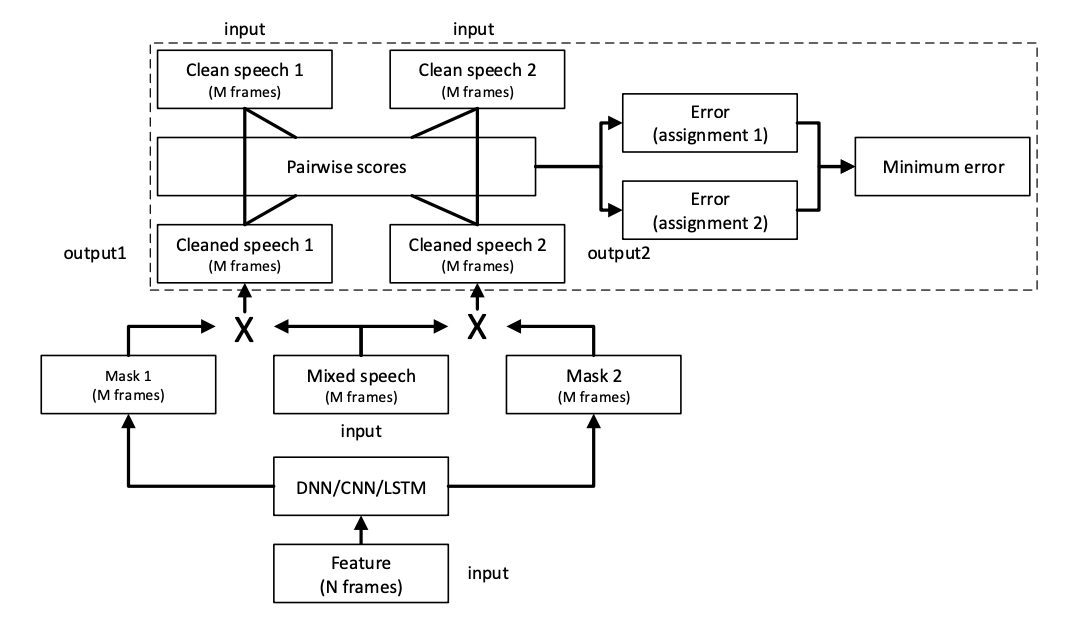 input
input
Clean speech 1
(M frames)
Clean speech 2
(M frames)
Error
(assignment 1)
Pairwise scores
Minimum error
Error
(assignment 2)
output1
Cleaned speech 1
(M frames)
Cleaned speech 2
(M frames)
output2
X
X
Mask 1
(M frames)
Mixed speech
(M frames)
Mask 2
(M frames)
input
DNN/CNN/LSTM
Feature
(N frames)
input